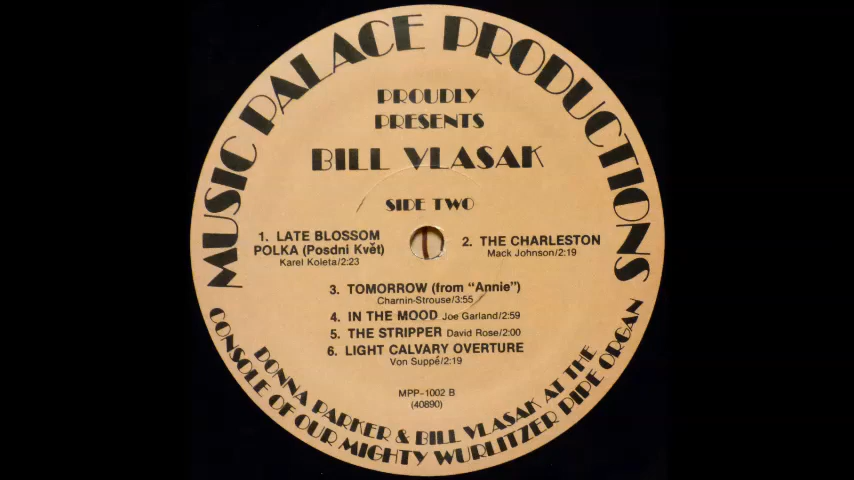 MUSIC PALACE PRODUCTIONS
PROUDLY
PRESENTS
BILL VLASAK
SIDE TWO
1. LATE BLOSSOM
POLKA (Posdni Květ)
Karel Koleta/2:23
2. THE CHARLESTON
Mack Johnson/2:19
3. TOMORROW (from "Annie")
Charnin-Strouse/3:55
4. IN THE MOOD Joe Garland/2:59
5. THE STRIPPER David Rose/2:00
6. LIGHT CALVARY OVERTURE
Von Suppé/2:19
MPP-1002 B
(40890)
DONNA PARKER & BILL VLASAK AT THE
CONSOLE OF OUR MIGHTY WURLITZER PIPE ORGAN